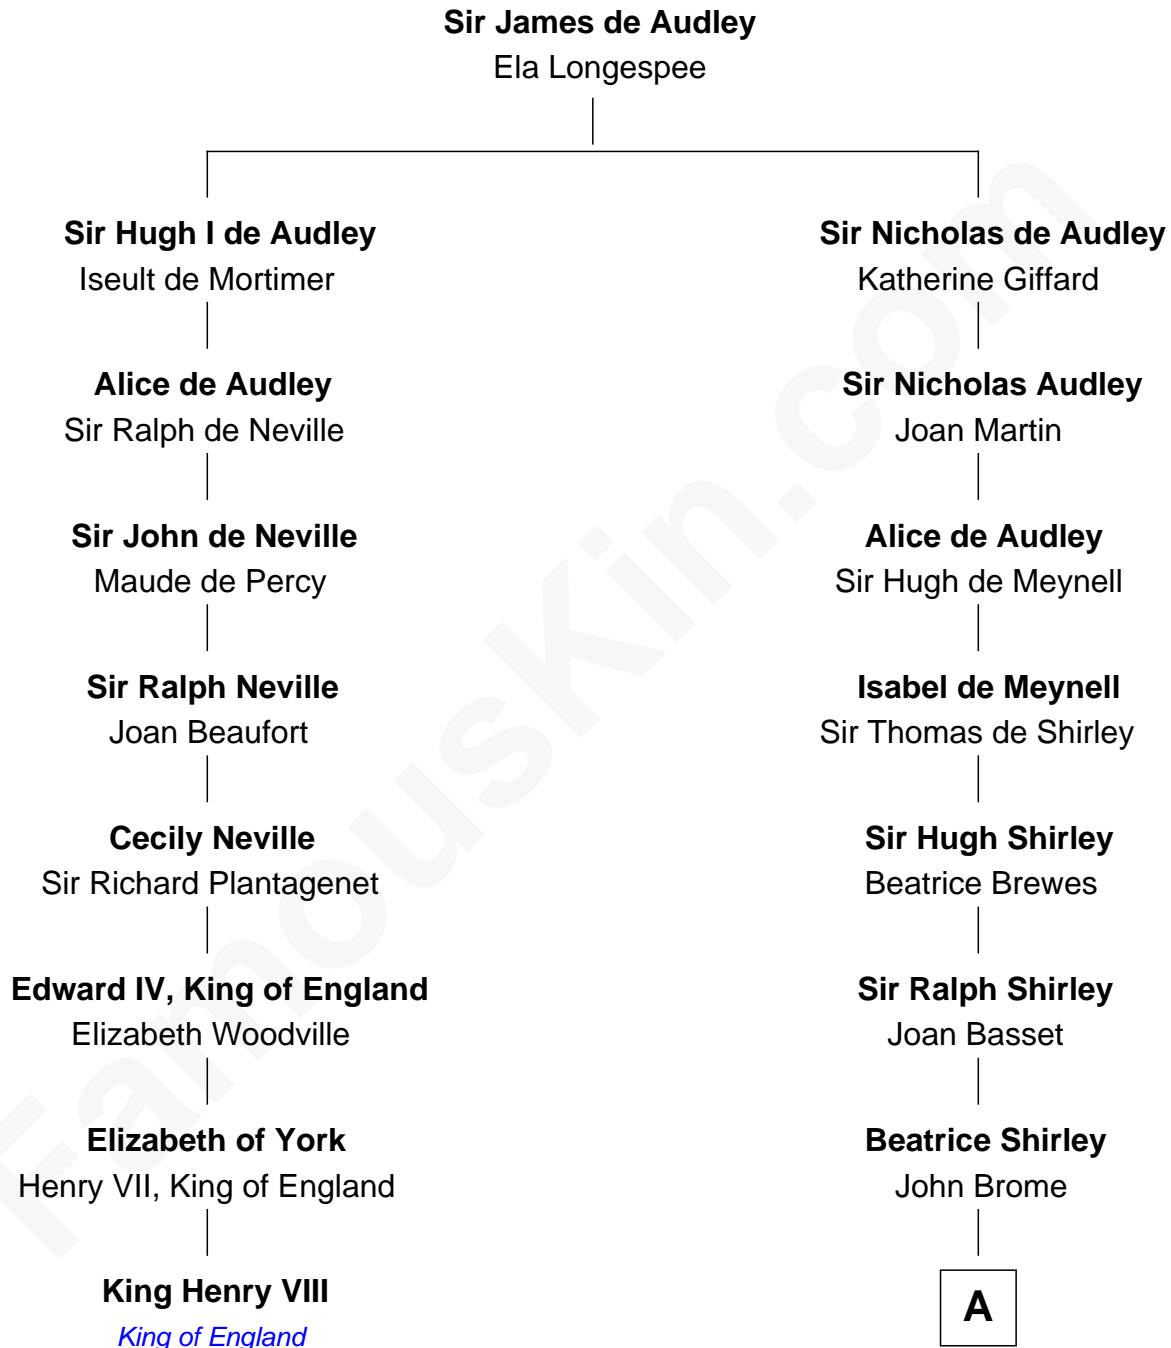 Sir James de Audley
Ela Longespee
Sir Hugh I de Audley
Iseult de Mortimer
Alice de Audley
Sir Ralph de Neville
Sir John de Neville
Maude de Percy
Sir Ralph Neville
Joan Beaufort
Cecily Neville
Sir Richard Plantagenet
Edward IV, King of England
Elizabeth Woodville
Elizabeth of York
Henry VII, King of England
King Henry VIII
King of England
Sir Nicholas de Audley
Katherine Giffard
Sir Nicholas Audley
Joan Martin
Alice de Audley
Sir Hugh de Meynell
Isabel de Meynell
Sir Thomas de Shirley
Sir Hugh Shirley
Beatrice Brewes
Sir Ralph Shirley
Joan Basset
Beatrice Shirley
John Brome
A
FamousKin.com